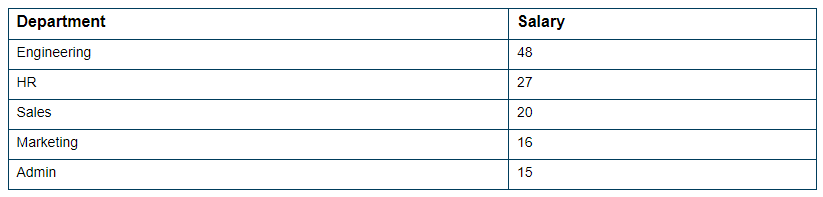 Department Salary
Engineering 48
HR 27
Sales 20
Marketing 16
Admin 15